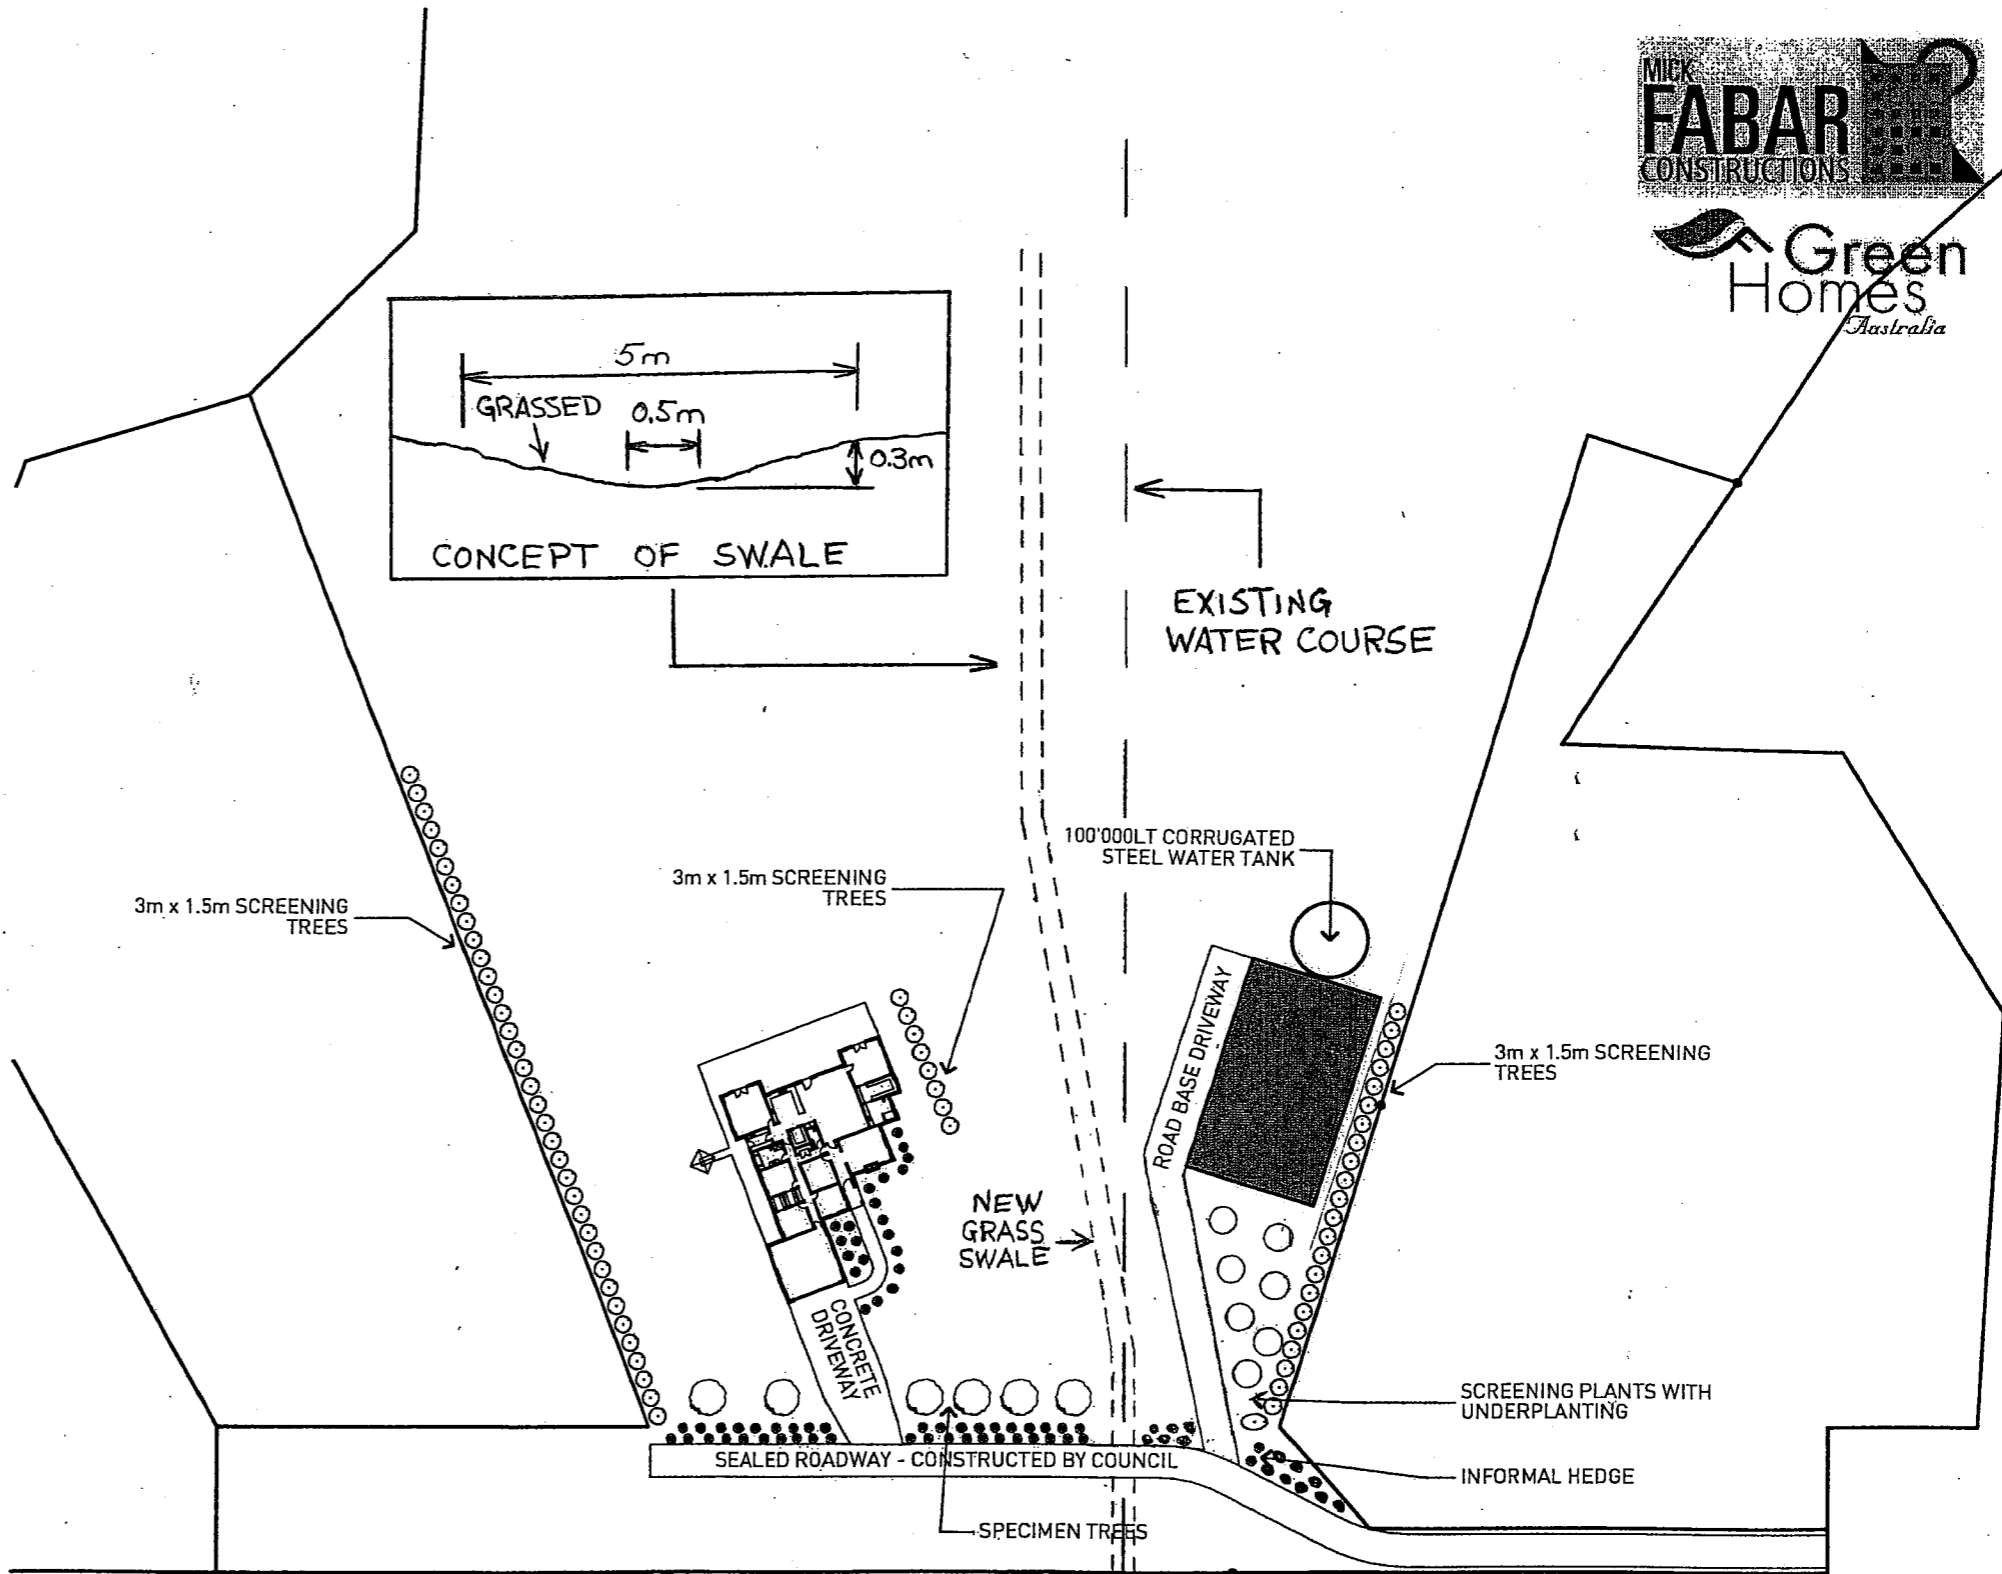 MICK
FABAR
CONSTRUCTIONS
Green
Homes
Australia
5m
GRASSED
0.5m
0.3m
CONCEPT OF SWALE
EXISTING
WATER COURSE
100'000LT CORRUGATED
STEEL WATER TANK
3m x 1.5m SCREENING
TREES
3m x 1.5m SCREENING
TREES
ROAD BASE DRIVEWAY
3m x 1.5m SCREENING
TREES
NEW
GRASS
SWALE
CONCRETE
DRIVEWAY
SCREENING PLANTS WITH
UNDERPLANTING
SEALED ROADWAY - CONSTRUCTED BY COUNCIL
INFORMAL HEDGE
SPECIMEN TREES